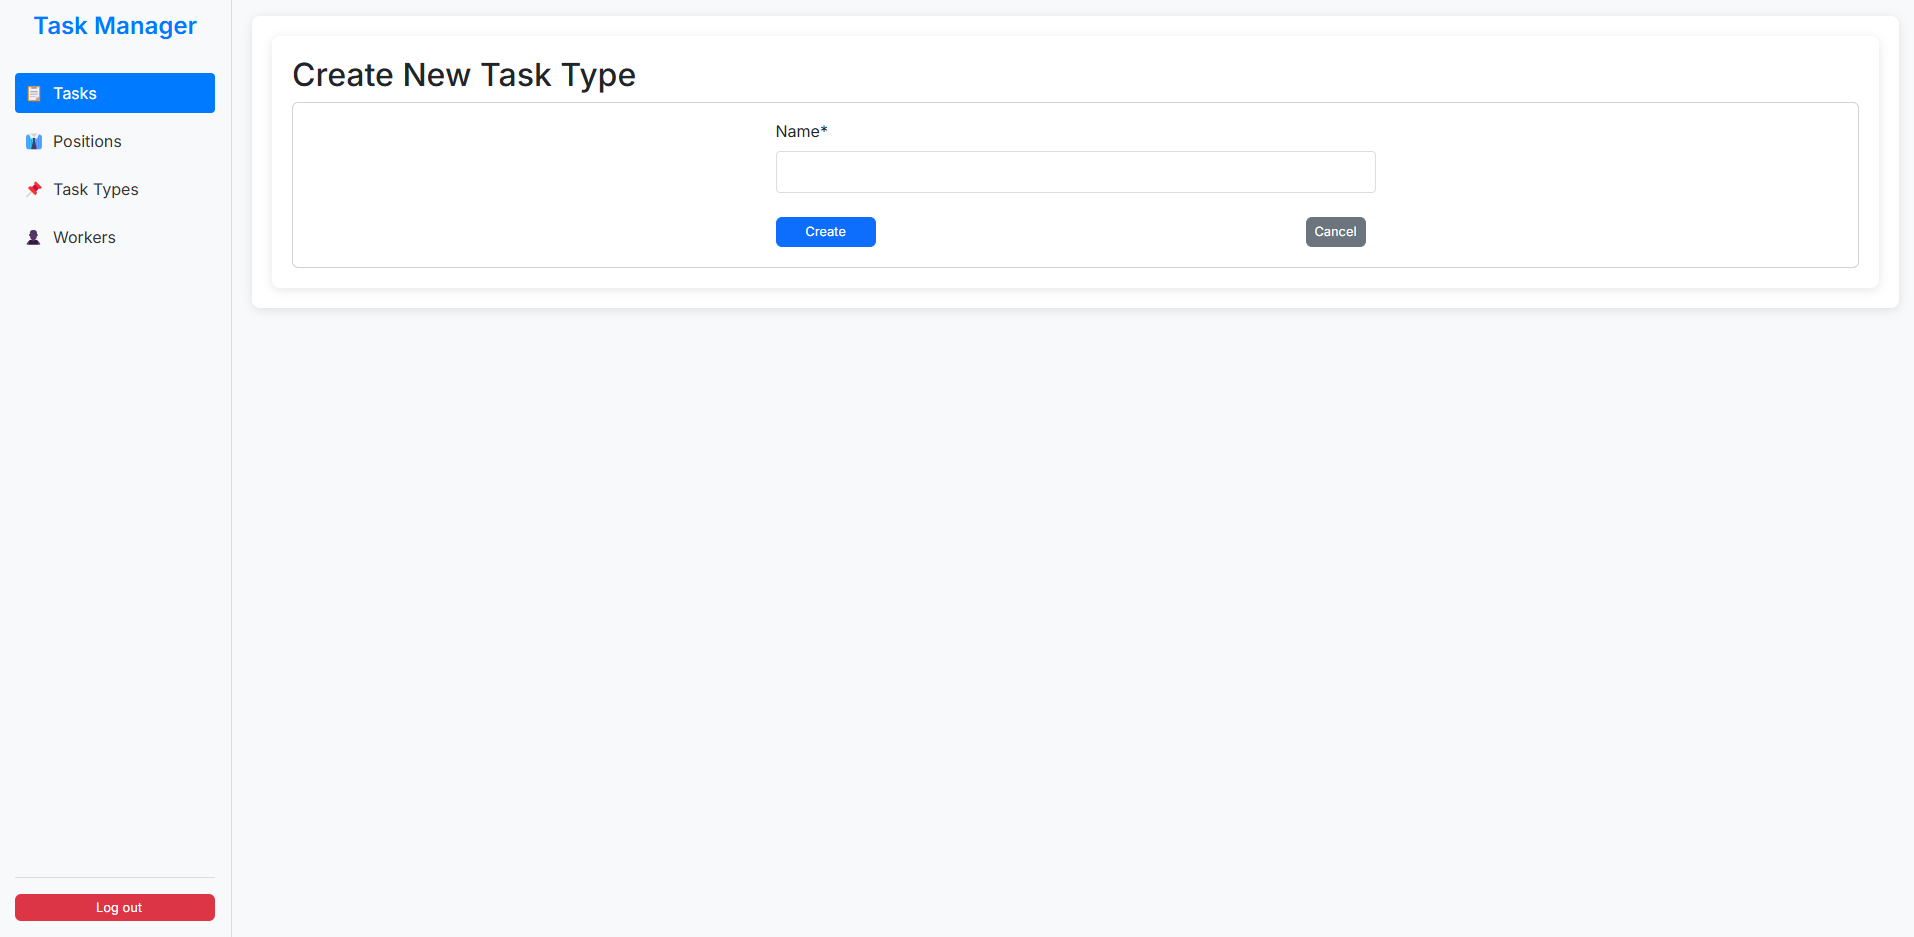 Task Manager
Tasks
Positions
Task Types
Workers
Log out
Create New Task Type
Name*
Create
Cancel